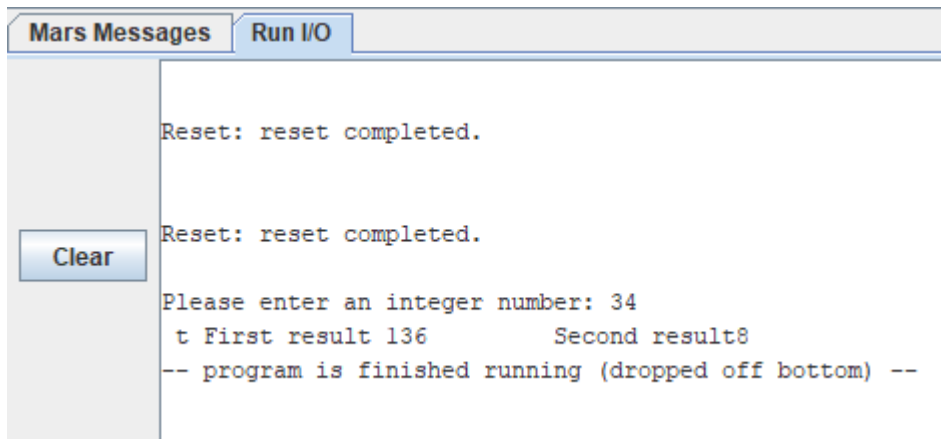 Mars Messages Run I/O
Reset: reset completed.
Reset: reset completed.
Clear
Please enter an integer number: 34
t First result 136 Second result8
-- program is finished running (dropped off bottom) --